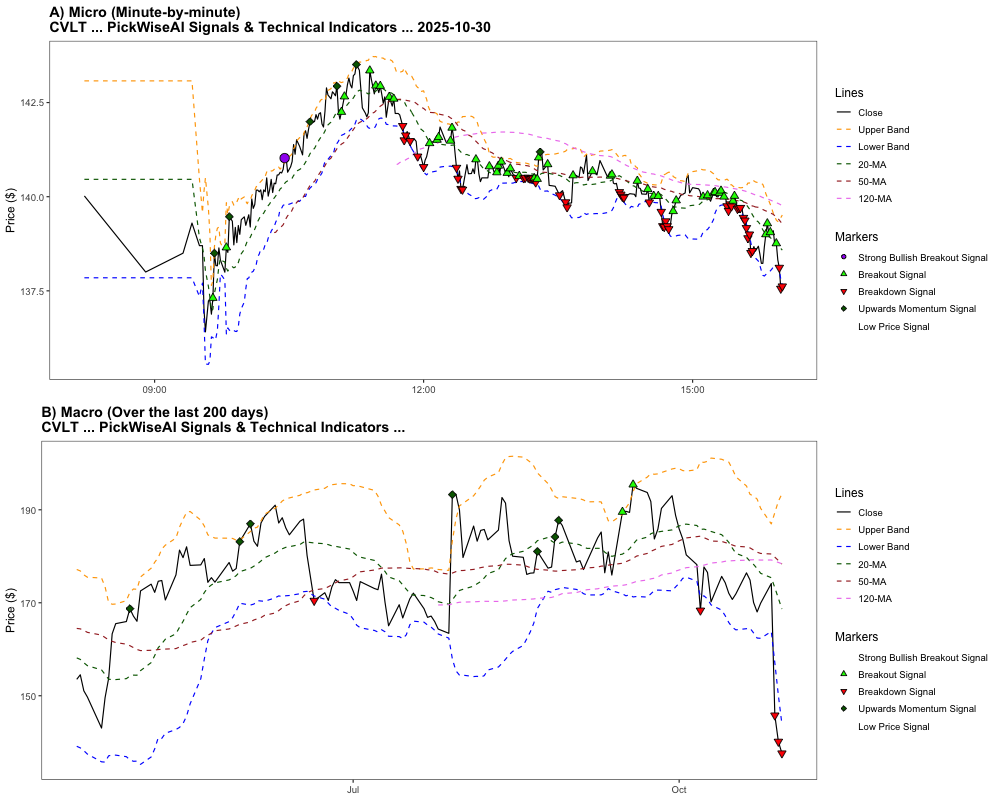 A) Micro (Minute-by-minute)
CVLT ... PickWiseAI Signals & Technical Indicators ... 2025-10-30
Price ($)
142.5
140.0
137.5
09:00
12:00
15:00
Lines
Close
Upper Band
Lower Band
20-MA
50-MA
120-MA
Markers
Strong Bullish Breakout Signal
Breakout Signal
Breakdown Signal
Upwards Momentum Signal
Low Price Signal
B) Macro (Over the last 200 days)
CVLT ... PickWiseAI Signals & Technical Indicators ...
Price ($)
190
170
150
Jul
Oct
Lines
Close
Upper Band
Lower Band
20-MA
50-MA
120-MA
Markers
Strong Bullish Breakout Signal
Breakout Signal
Breakdown Signal
Upwards Momentum Signal
Low Price Signal